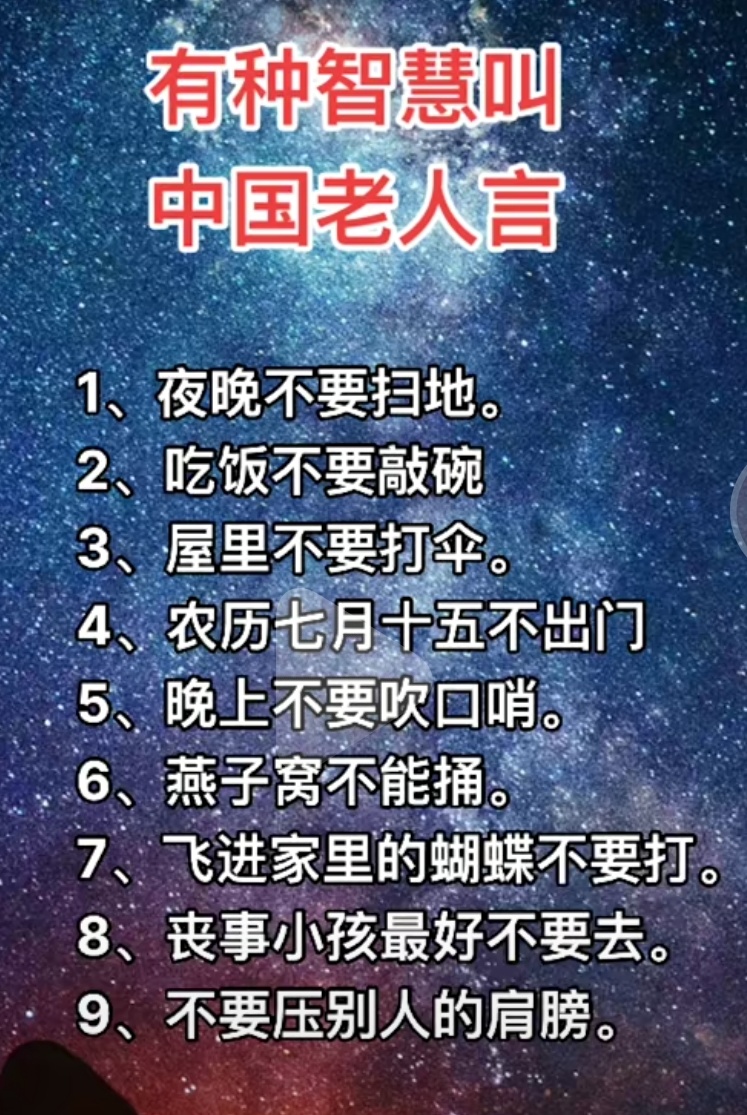 有种智慧叫
中国老人言
1、夜晚不要扫地。
2、吃饭不要敲碗
3、屋里不要打伞。
4、农历七月十五不出门
5、晚上不要吹口哨。
6、燕子窝不能捅。
7、飞进家里的蝴蝶不要打。
8、丧事小孩最好不要去。
9、不要压别人的肩膀。